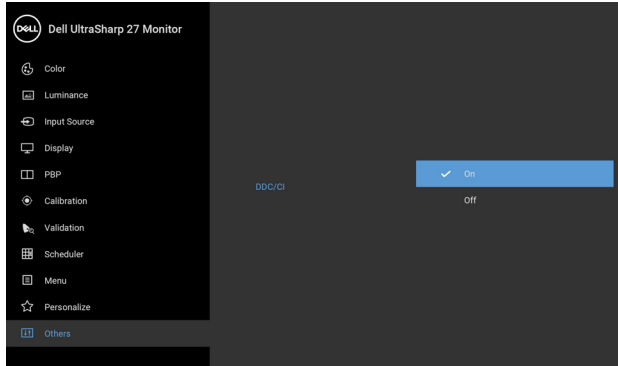 DELL
Dell UltraSharp 27 Monitor
Color
Luminance
Input Source
Display
PBP
Calibration
Validation
Scheduler
Menu
Personalize
Others
DDC/CI
On
Off